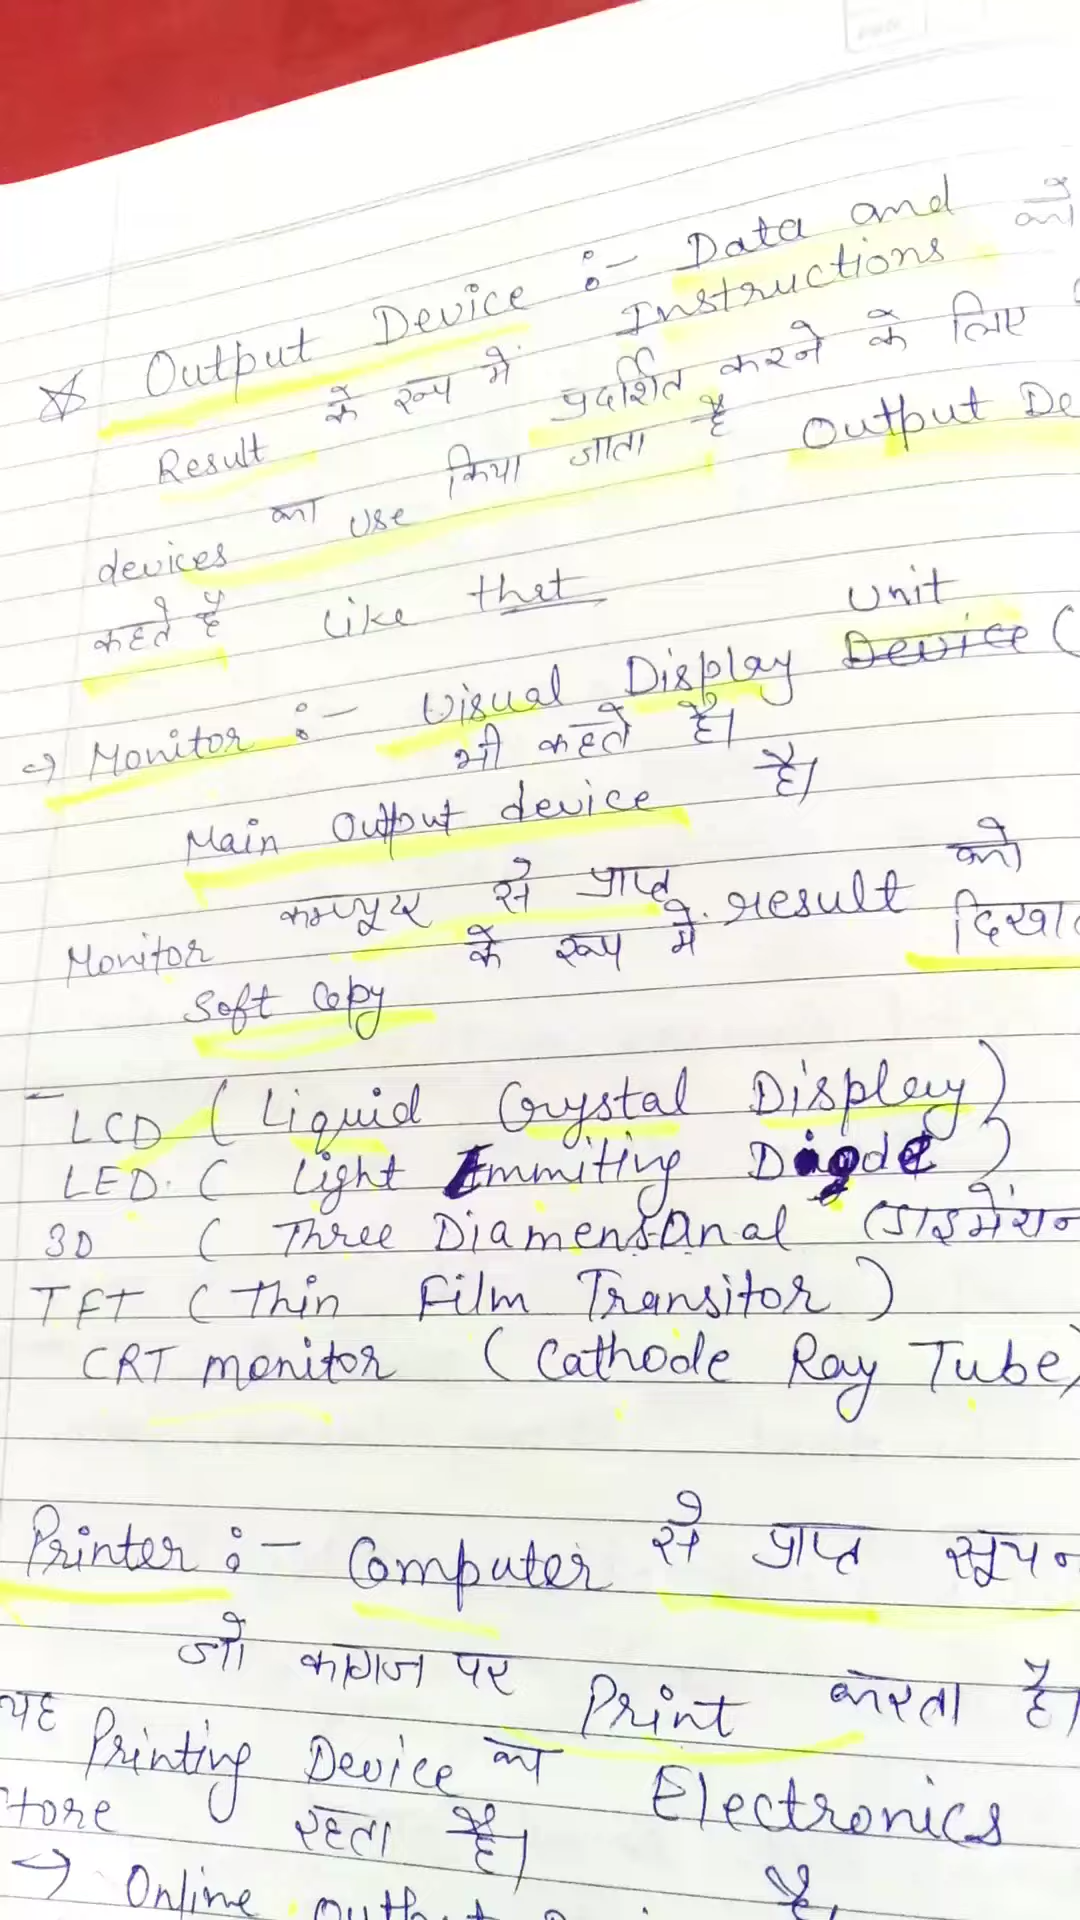 ☆ Output Device :- Data and Instructions को
Result के रूप में प्रदर्शित करने के लिए
devices का use किया जाता है Output De
कहते है like that
→ Monitor :- Visual Display Unit Device (
भी कहते है।
Main Output device है।
Monitor कम्प्यूटर से प्राप्त result को
Soft Copy के रूप में दिखात
- LCD (Liquid Crystal Display)
LED. (Light Emmiting Diode)
3D (Three Diamensanal (डाइमेंशन
TFT (Thin Film Transitor)
CRT monitor (Cathode Ray Tube)
Printer :- Computer से प्राप्त सूचन
जो कागज पर Print करता है।
यह Printing Device का Electronics
tore रहता है।
→ Online output है।